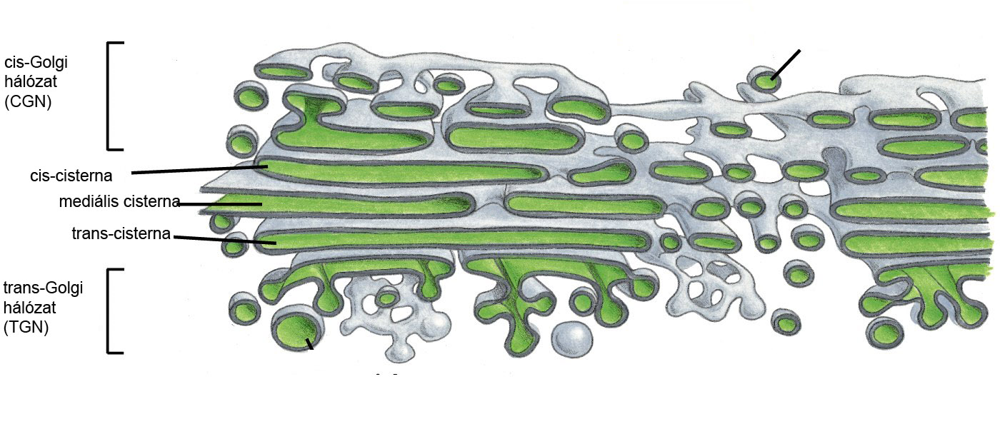 cis-Golgi
hálózat
(CGN)
cis-cisterna
mediális cisterna
trans-cisterna
trans-Golgi
hálózat
(TGN)